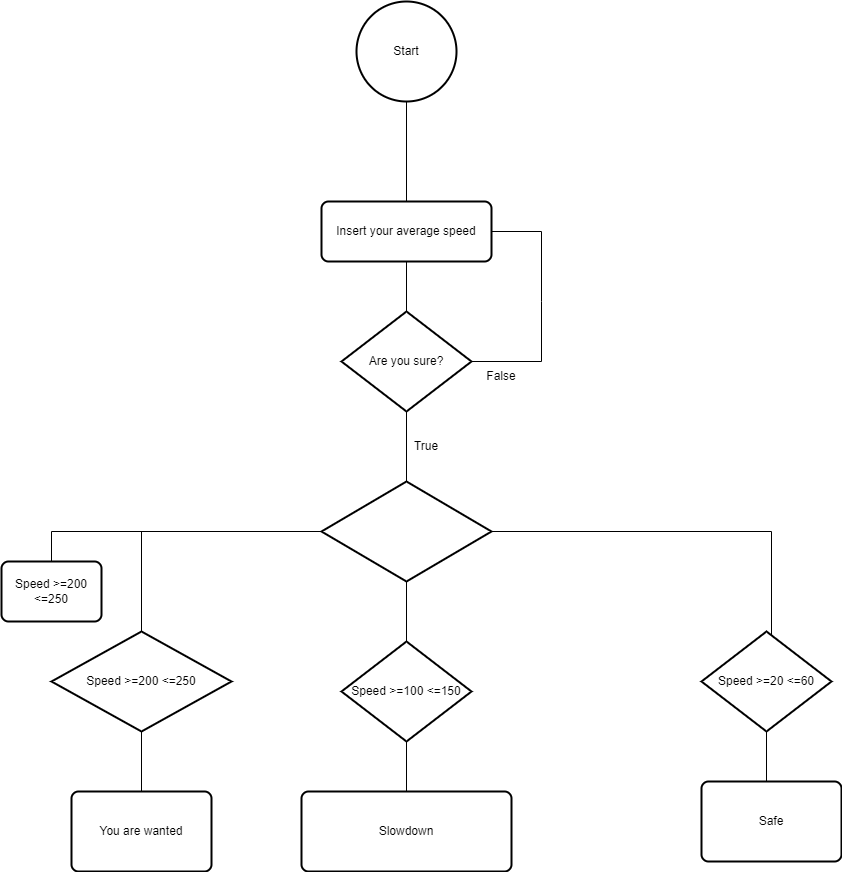 Start
Insert your average speed
Are you sure?
False
True
Speed >=200
<=250
Speed >=200 <=250
Speed >=100 <=150
Speed >=20 <=60
You are wanted
Slowdown
Safe